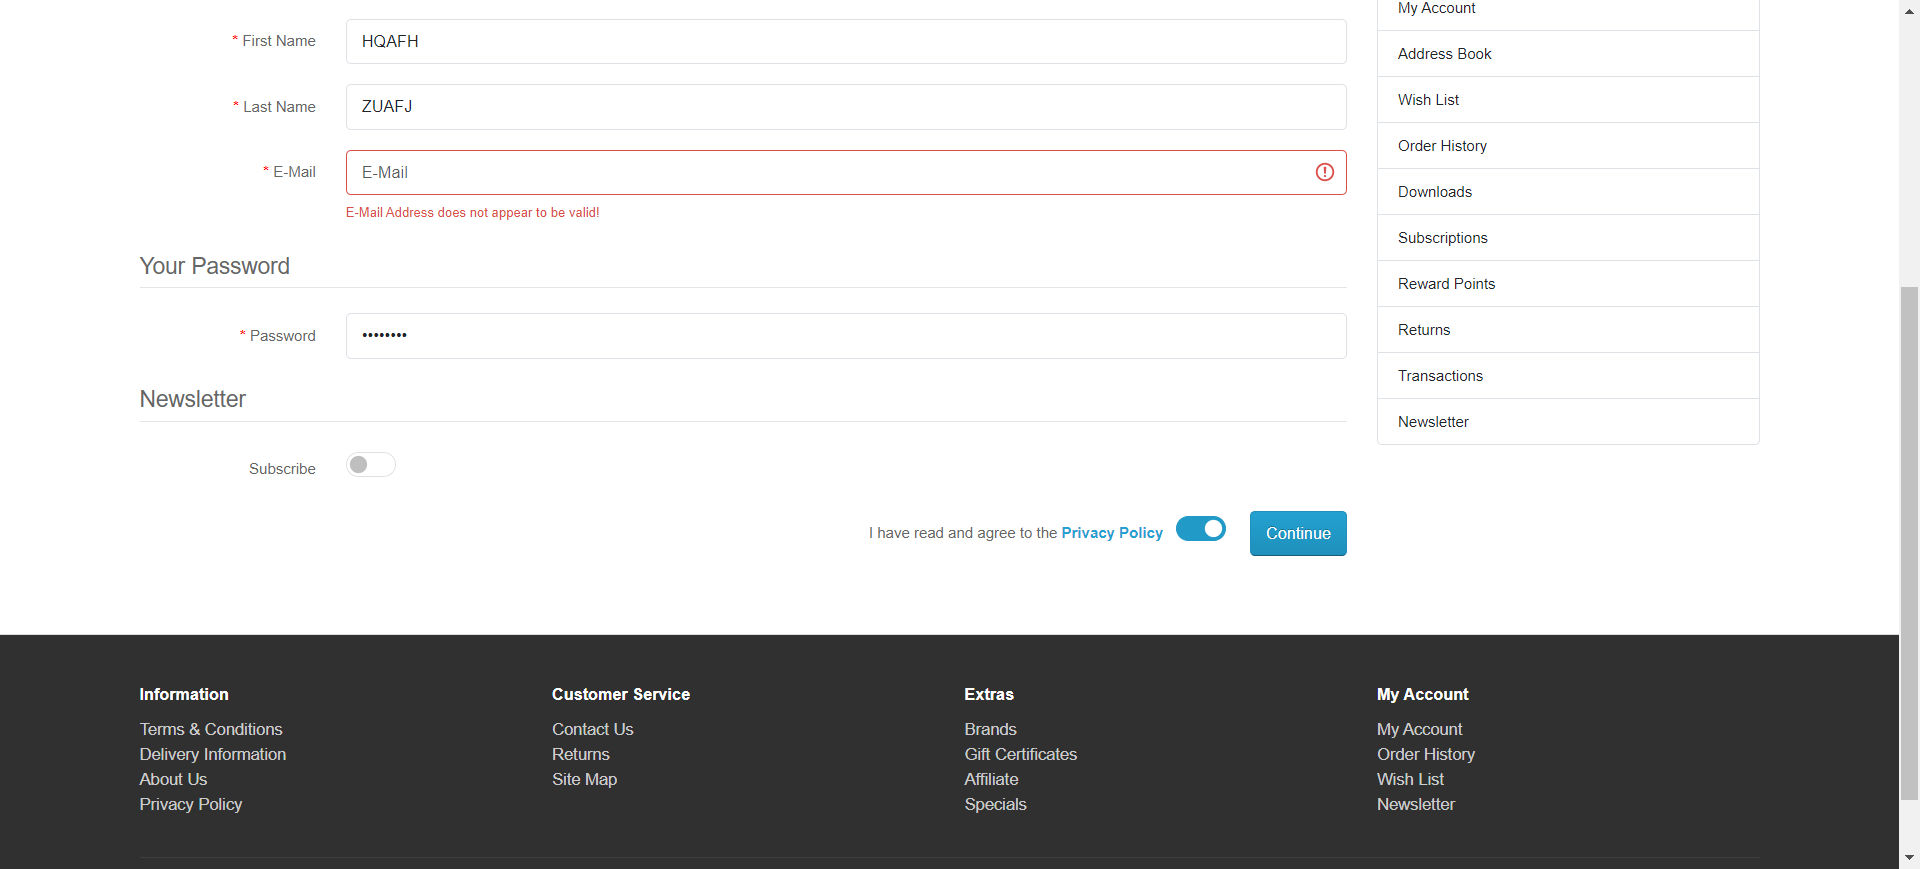 * First Name
HQAFH
* Last Name
ZUAFJ
* E-Mail
E-Mail
E-Mail Address does not appear to be valid!
Your Password
* Password
••••••••
Newsletter
Subscribe
I have read and agree to the Privacy Policy
Continue
My Account
Address Book
Wish List
Order History
Downloads
Subscriptions
Reward Points
Returns
Transactions
Newsletter
Information
Terms & Conditions
Delivery Information
About Us
Privacy Policy
Customer Service
Contact Us
Returns
Site Map
Extras
Brands
Gift Certificates
Affiliate
Specials
My Account
My Account
Order History
Wish List
Newsletter